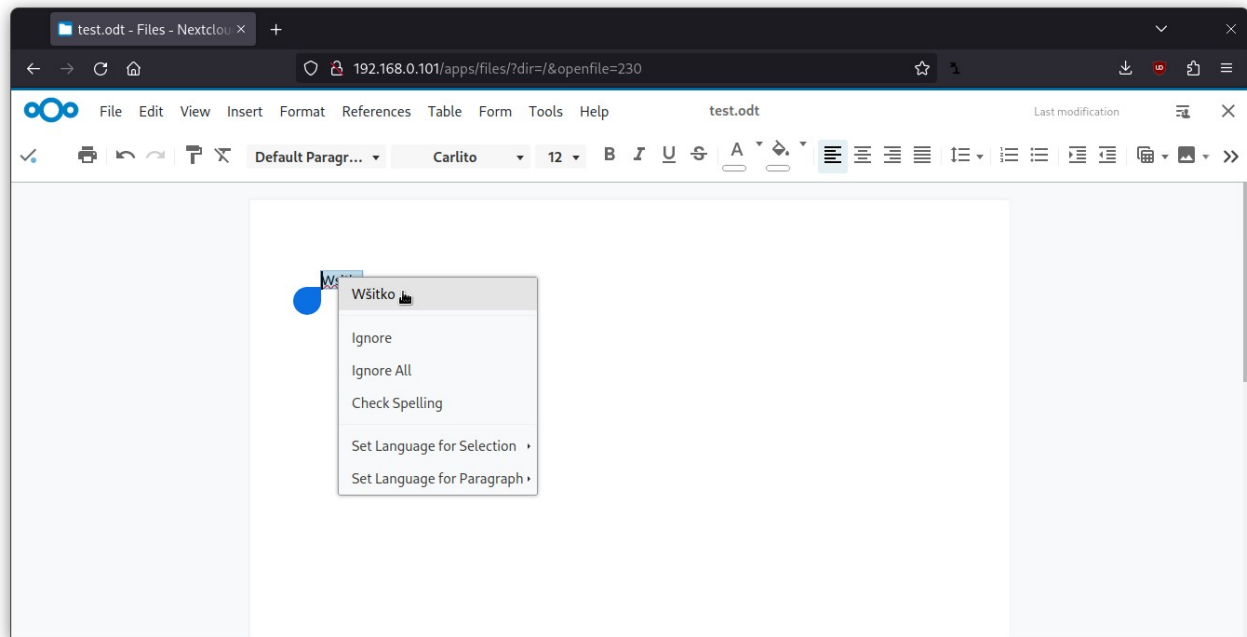 test.odt - Files - Nextclou
192.168.0.101/apps/files/?dir=/&openfile=230
File Edit View Insert Format References Table Form Tools Help test.odt Last modification
Default Paragr... Carlito 12 B I U S A
Wšitko
Ignore
Ignore All
Check Spelling
Set Language for Selection
Set Language for Paragraph